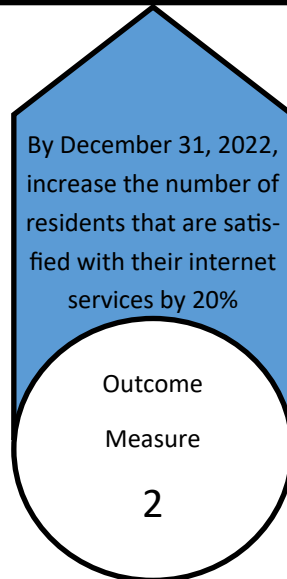 By December 31, 2022,
increase the number of
residents that are satis-
fied with their internet
services by 20%
Outcome
Measure
2